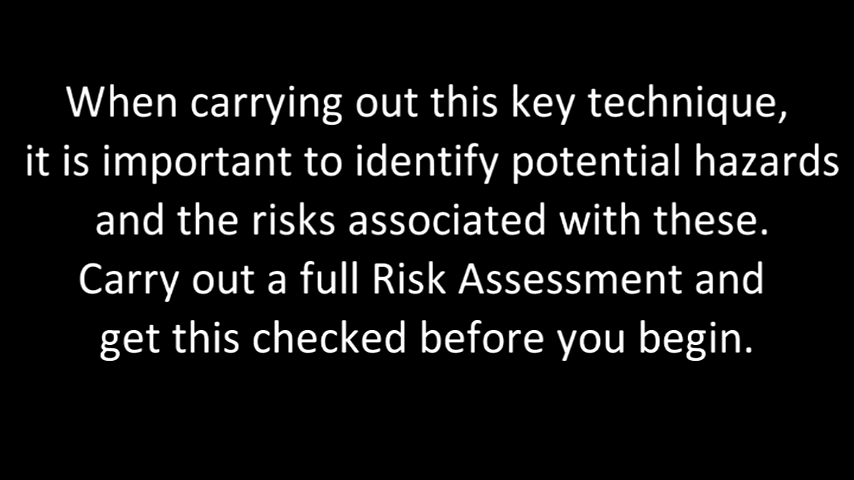 When carrying out this key technique,
it is important to identify potential hazards
and the risks associated with these.
Carry out a full Risk Assessment and
get this checked before you begin.